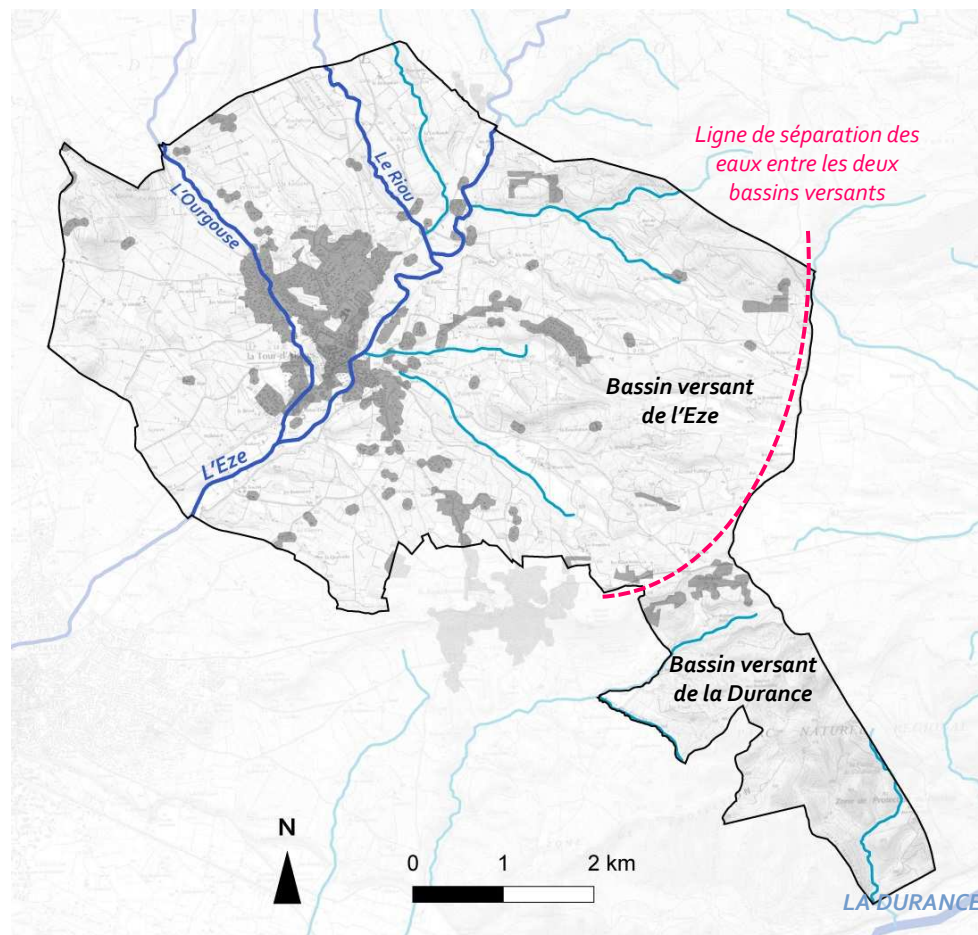 Ligne de séparation des
eaux entre les deux
bassins versants
Le Riou
L'Ourgouse
Bassin versant
de l'Eze
L'Eze
Bassin versant
de la Durance
NATUREL
N
0 1 2 km
LA DURANCE